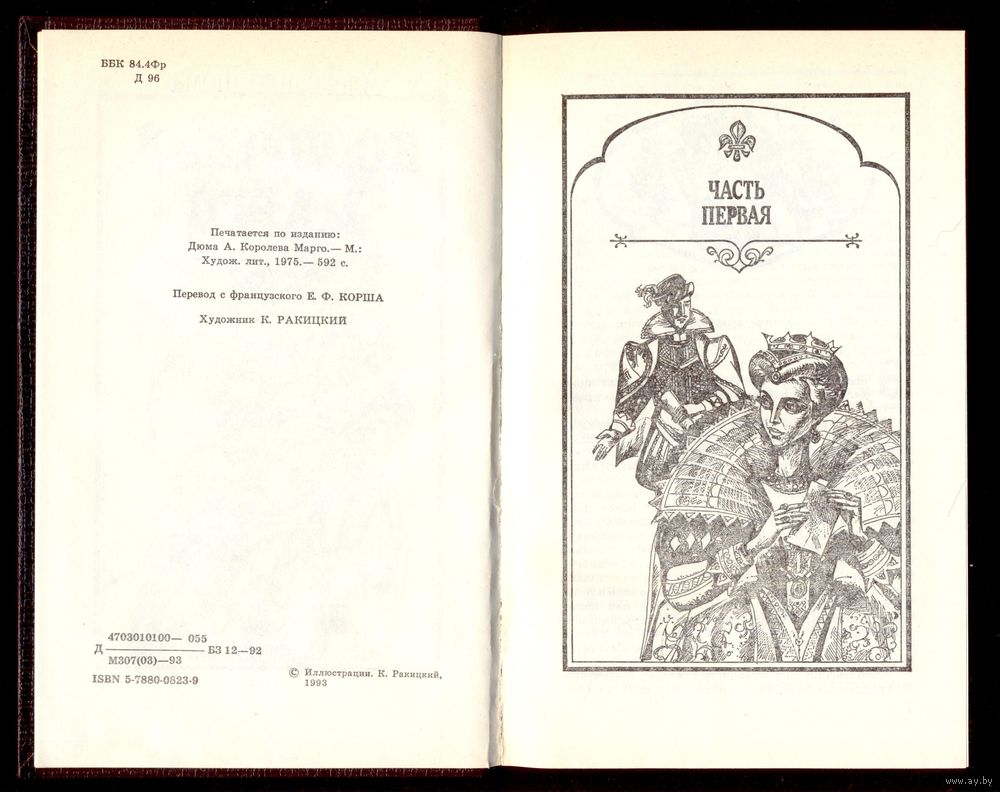 ББК 84.4Фр
Д 96
Печатается по изданию:
Дюма А. Королева Марго.— М.:
Худож. лит., 1975.— 592 с.
Перевод с французского Е. Ф. КОРША
Художник К. РАКИЦКИЙ
4703010100— 055
Д ——————— БЗ 12—92
М307(03)—93
ISBN 5-7880-0823-9
© Иллюстрации. К. Ракицкий,
1993
ЧАСТЬ
ПЕРВАЯ
www.ay.by